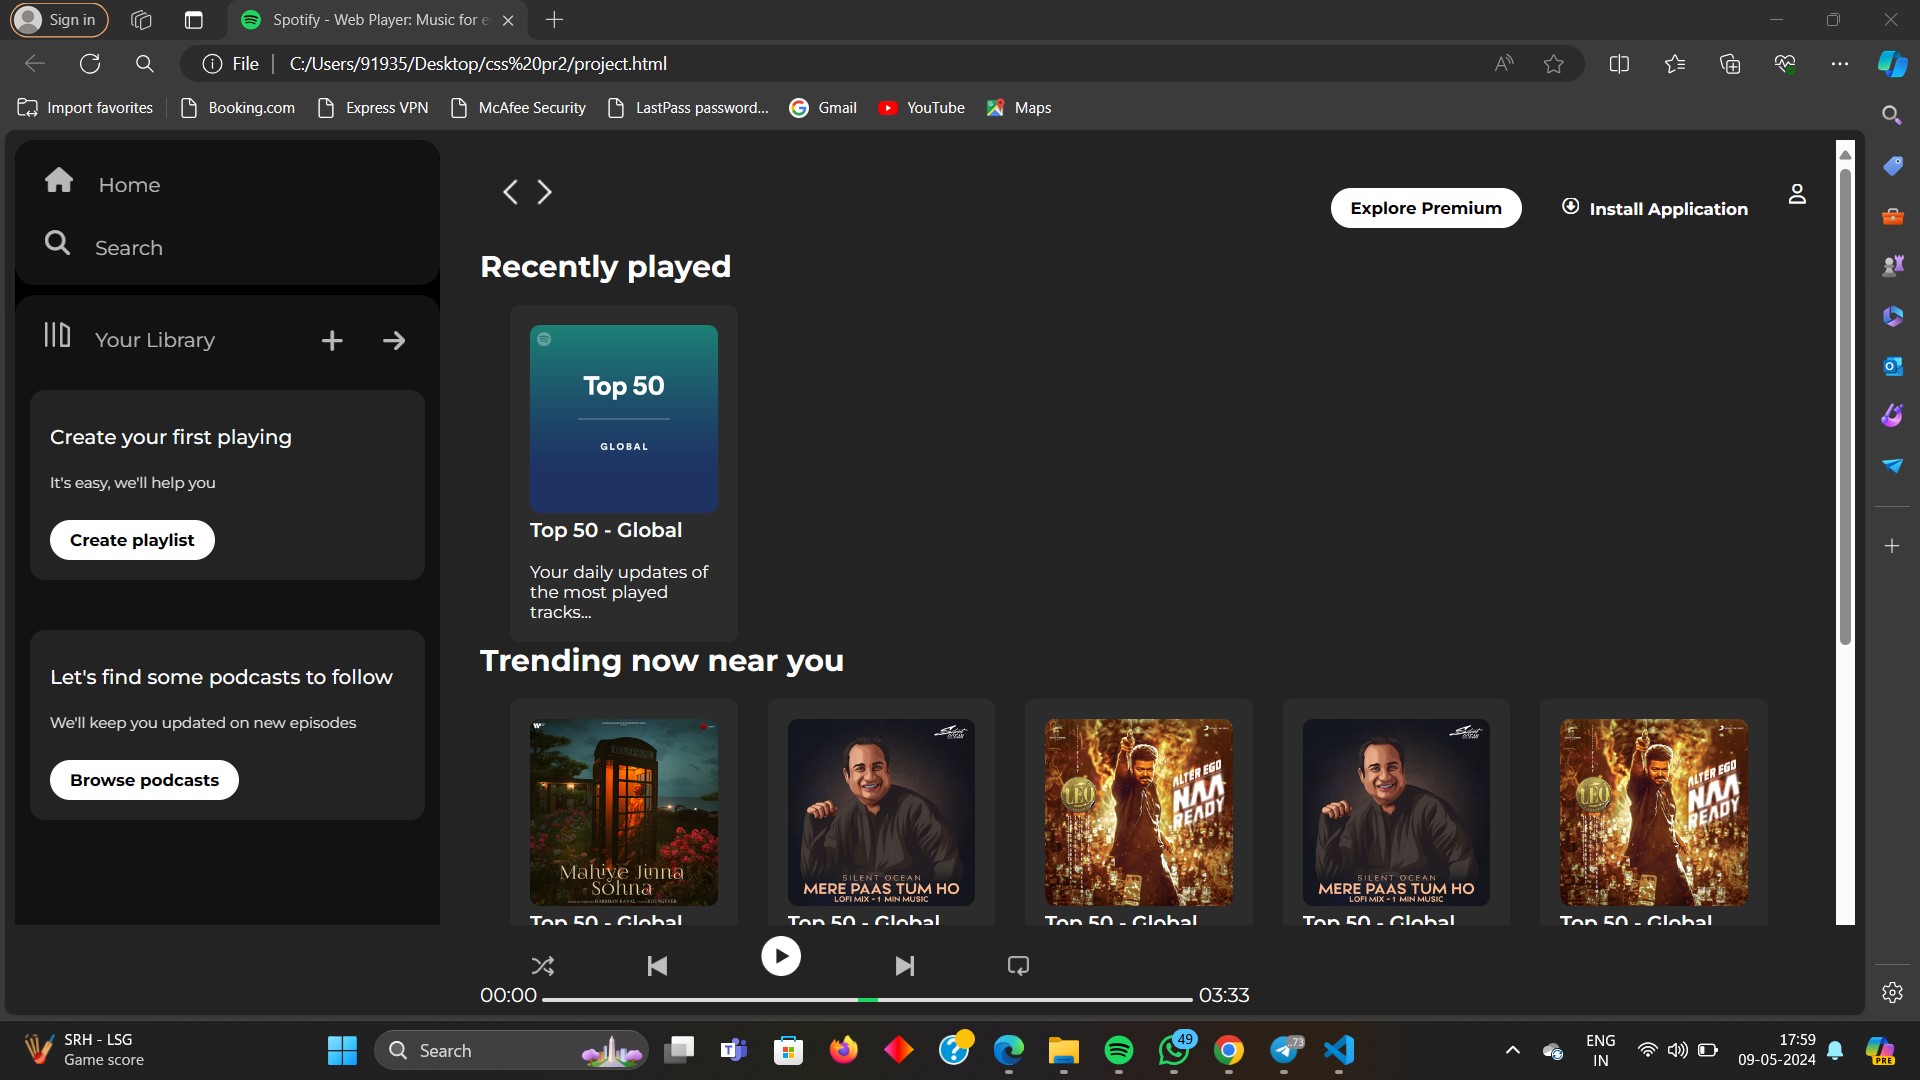 Sign in
Spotify - Web Player: Music for e
File
C:/Users/91935/Desktop/css%20pr2/project.html
Import favorites
Booking.com
Express VPN
McAfee Security
LastPass password...
Gmail
YouTube
Maps
Home
Search
Your Library
Create your first playing
It's easy, we'll help you
Create playlist
Let's find some podcasts to follow
We'll keep you updated on new episodes
Browse podcasts
Explore Premium
Install Application
Recently played
Top 50
GLOBAL
Top 50 - Global
Your daily updates of
the most played
tracks...
Trending now near you
Mahiye Jinna
Sohna
Top 50 - Global
Silent
Ocean
SILENT OCEAN
MERE PAAS TUM HO
LOFI MIX - 1 MIN MUSIC
Top 50 - Global
LEO
ALTER EGO
NAA
READY
Top 50 - Global
Silent
Ocean
SILENT OCEAN
MERE PAAS TUM HO
LOFI MIX - 1 MIN MUSIC
Top 50 - Global
LEO
ALTER EGO
NAA
READY
Top 50 - Global
00:00
03:33
SRH - LSG
Game score
Search
49
73
ENG
IN
17:59
09-05-2024
PRE